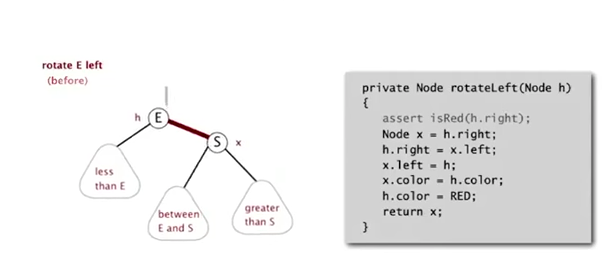 rotate E left
(before)
h
E
S
x
less
than E
between
E and S
greater
than S
private Node rotateLeft(Node h)
{
assert isRed(h.right);
Node x = h.right;
h.right = x.left;
x.left = h;
x.color = h.color;
h.color = RED;
return x;
}